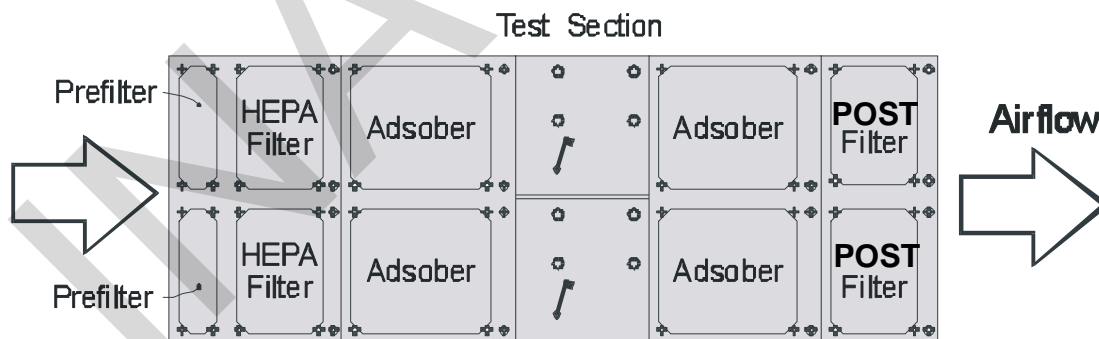 Test Section
Prefilter
HEPA
Filter
Adsober
Adsober
POST
Filter
Airflow
HEPA
Filter
Adsober
Adsober
POST
Filter
Prefilter